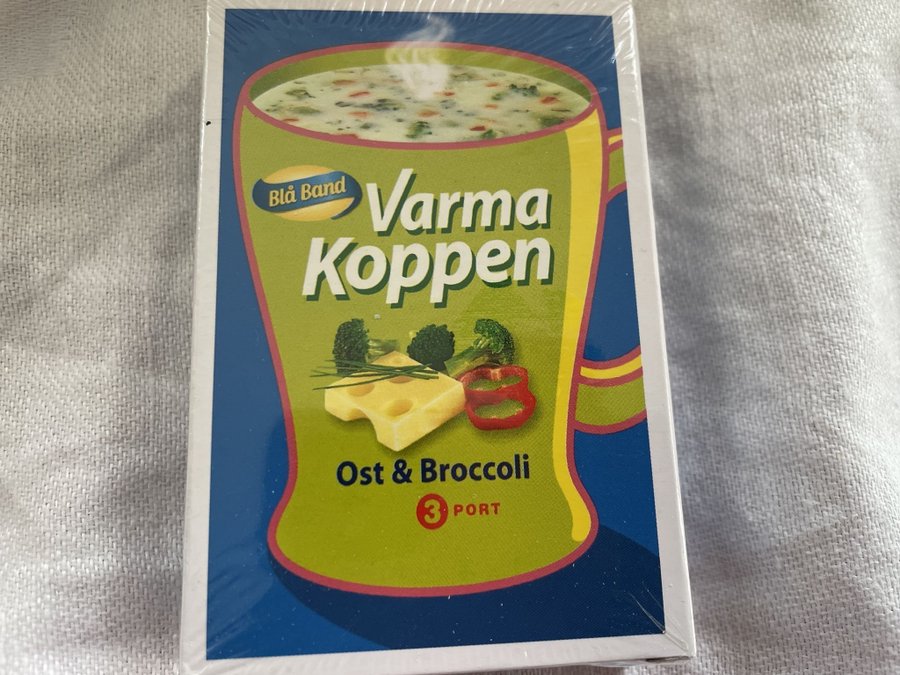 Blå Band
Varma
Koppen
Ost & Broccoli
3 PORT